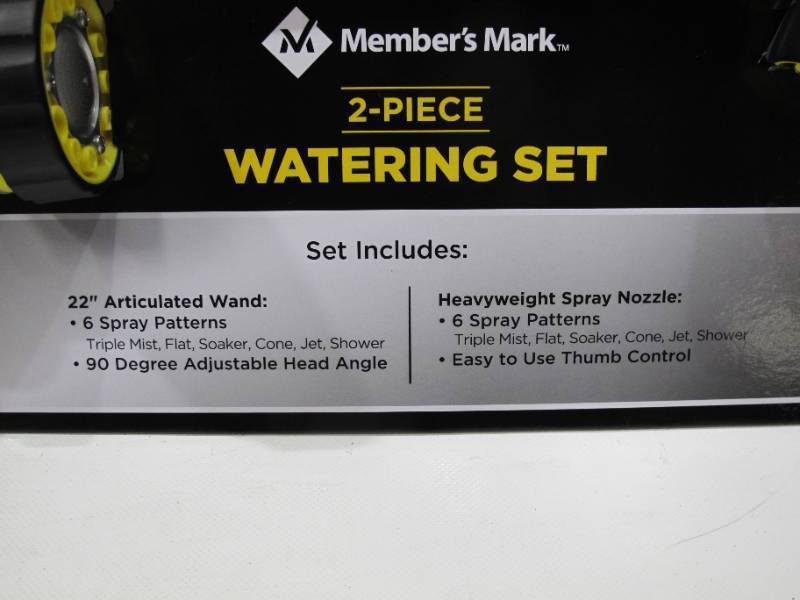 Member's Mark™
2-PIECE
WATERING SET
Set Includes:
22" Articulated Wand:
• 6 Spray Patterns
Triple Mist, Flat, Soaker, Cone, Jet, Shower
• 90 Degree Adjustable Head Angle
Heavyweight Spray Nozzle:
• 6 Spray Patterns
Triple Mist, Flat, Soaker, Cone, Jet, Shower
• Easy to Use Thumb Control